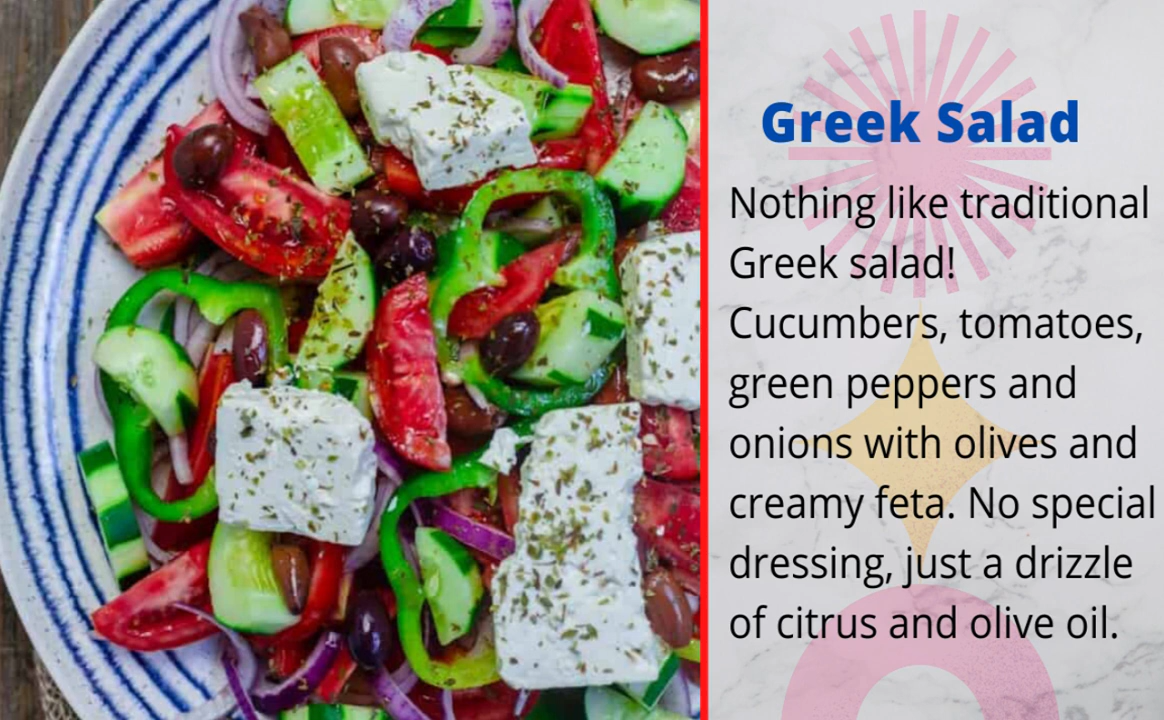 Greek Salad
Nothing like traditional
Greek salad!
Cucumbers, tomatoes,
green peppers and
onions with olives and
creamy feta. No special
dressing, just a drizzle
of citrus and olive oil.